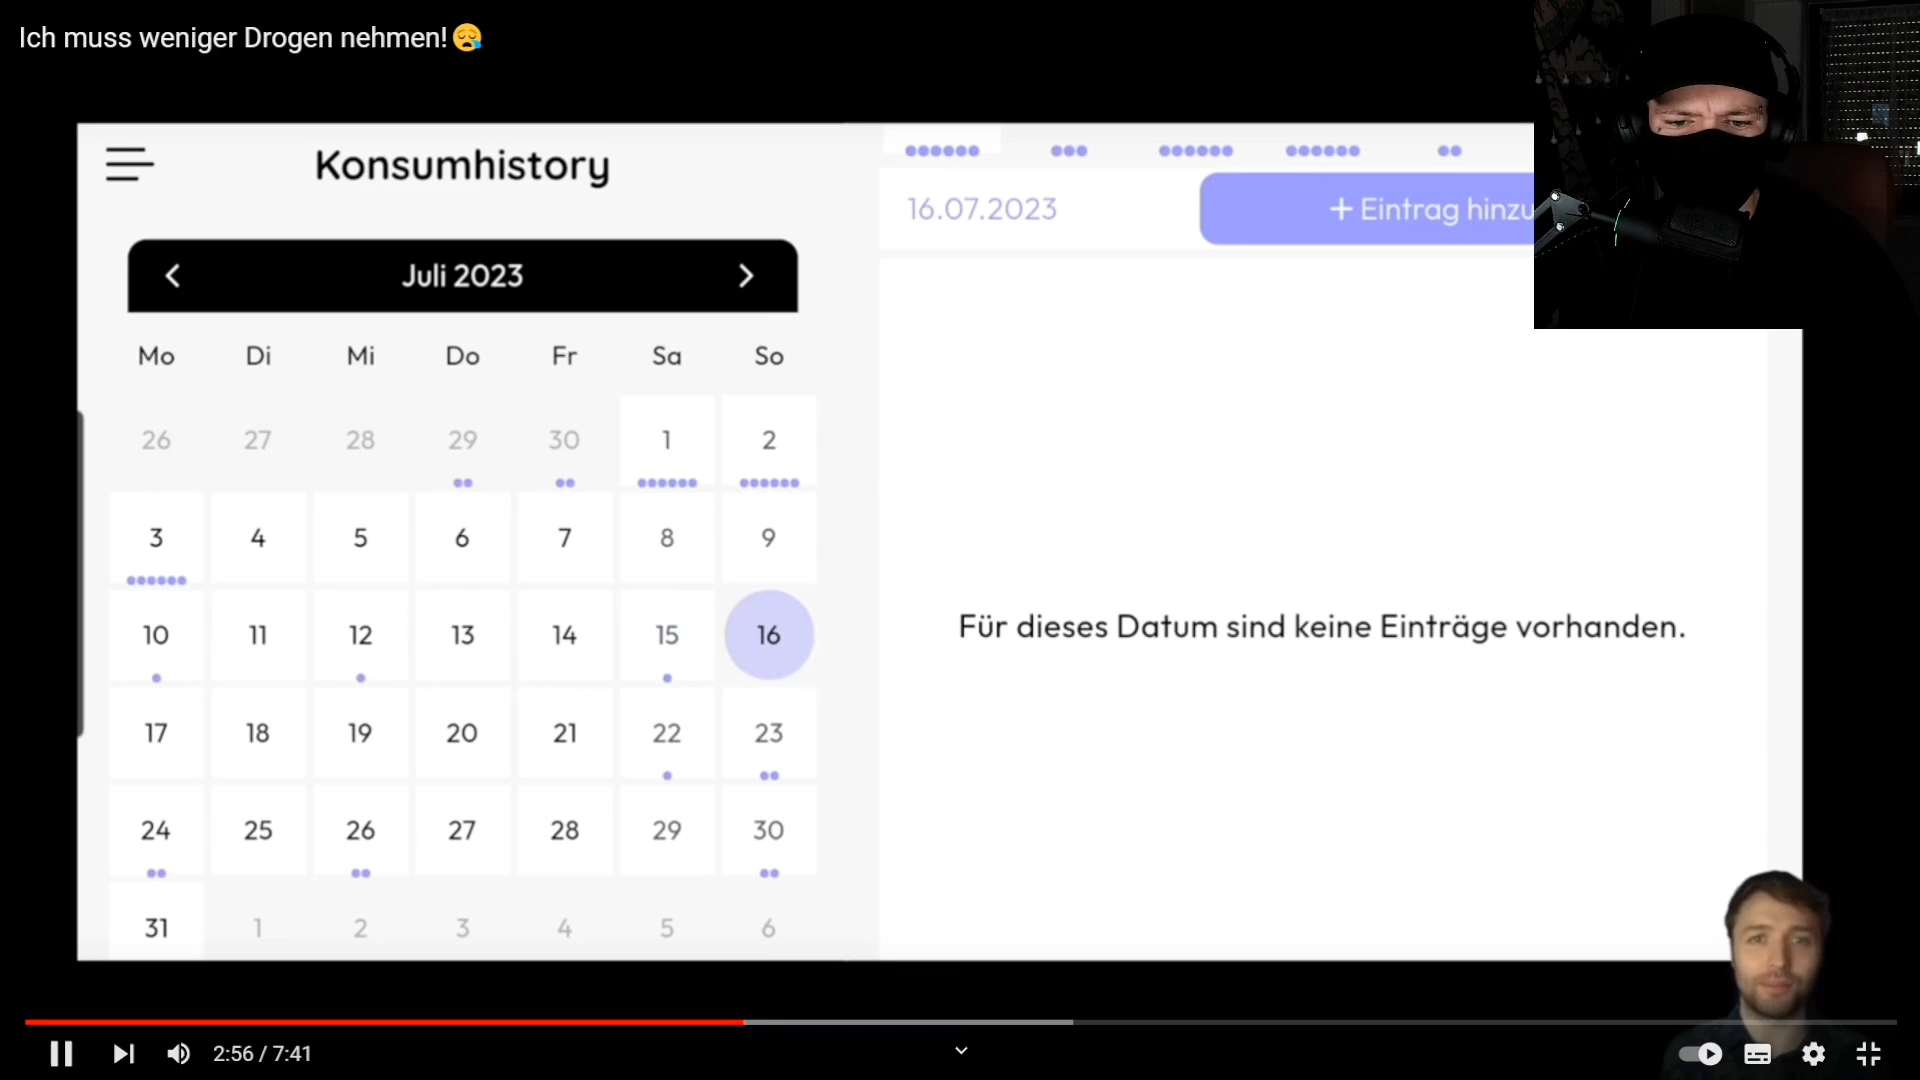 Ich muss weniger Drogen nehmen!😪
Konsumhistory
16.07.2023
+ Eintrag hinzu
Juli 2023
Mo Di Mi Do Fr Sa So
26 27 28 29 30 1 2
3 4 5 6 7 8 9
10 11 12 13 14 15 16
17 18 19 20 21 22 23
24 25 26 27 28 29 30
31 1 2 3 4 5 6
Für dieses Datum sind keine Einträge vorhanden.
2:56 / 7:41